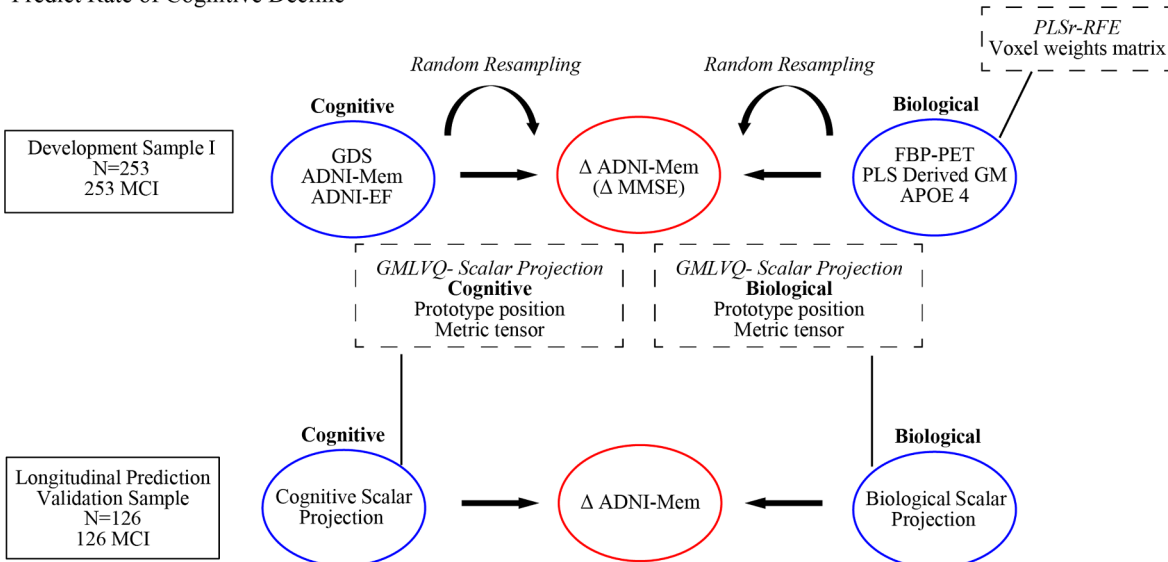 Predict Rate of Cognitive Decline
PLSr-RFE
Voxel weights matrix
Random Resampling
Random Resampling
Cognitive
Biological
Development Sample I
N=253
253 MCI
GDS
ADNI-Mem
ADNI-EF
Δ ADNI-Mem
(Δ MMSE)
FBP-PET
PLS Derived GM
APOE 4
GMLVQ- Scalar Projection
Cognitive
Prototype position
Metric tensor
GMLVQ- Scalar Projection
Biological
Prototype position
Metric tensor
Cognitive
Biological
Longitudinal Prediction
Validation Sample
N=126
126 MCI
Cognitive Scalar
Projection
Δ ADNI-Mem
Biological Scalar
Projection